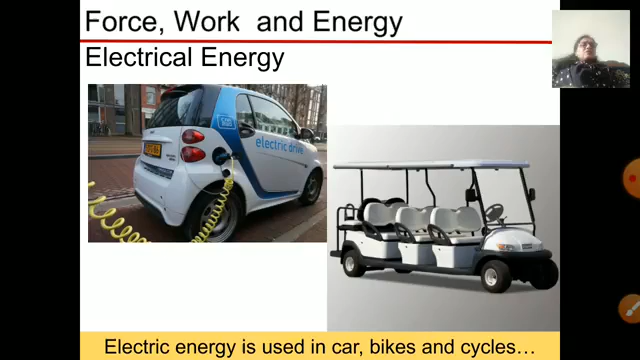 Force, Work and Energy
Electrical Energy
electric drive
Electric energy is used in car, bikes and cycles…